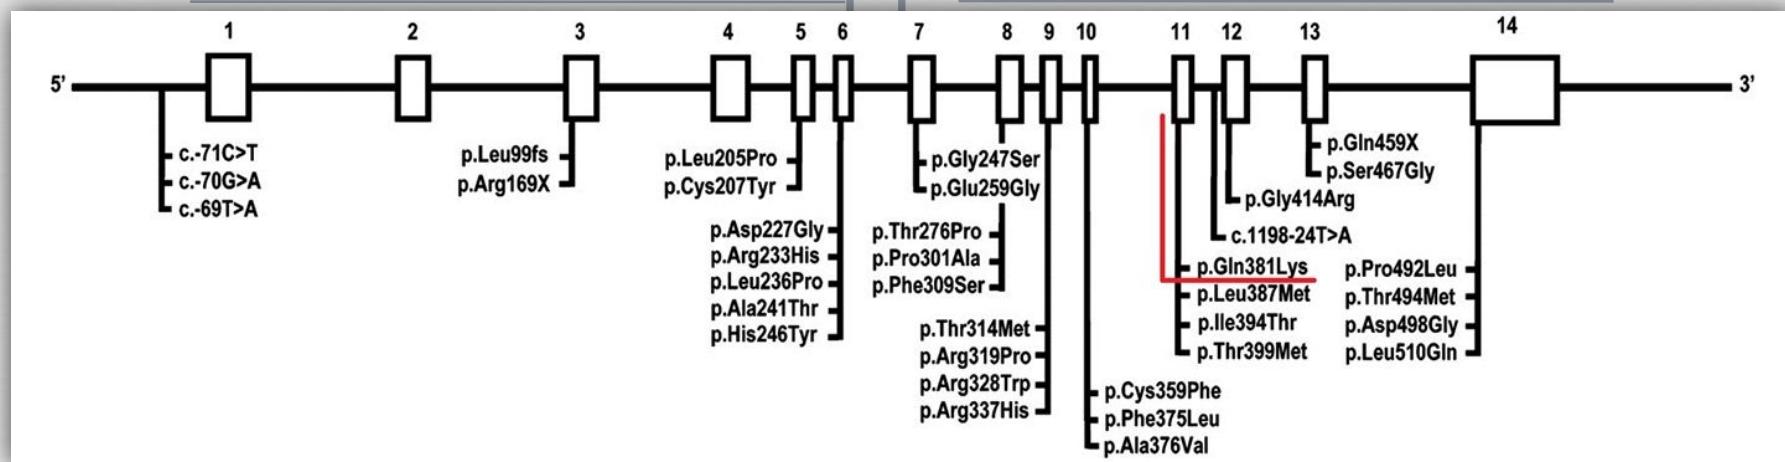 1 2 3 4 5 6 7 8 9 10 11 12 13 14
5’ 3’
c.-71C>T
c.-70G>A
c.-69T>A
p.Leu99fs
p.Arg169X
p.Leu205Pro
p.Cys207Tyr
p.Asp227Gly
p.Arg233His
p.Leu236Pro
p.Ala241Thr
p.His246Tyr
p.Gly247Ser
p.Glu259Gly
p.Thr276Pro
p.Pro301Ala
p.Phe309Ser
p.Thr314Met
p.Arg319Pro
p.Arg328Trp
p.Arg337His
p.Cys359Phe
p.Phe375Leu
p.Ala376Val
p.Gln381Lys
p.Leu387Met
p.Ile394Thr
p.Thr399Met
c.1198-24T>A
p.Gly414Arg
p.Gln459X
p.Ser467Gly
p.Pro492Leu
p.Thr494Met
p.Asp498Gly
p.Leu510Gln